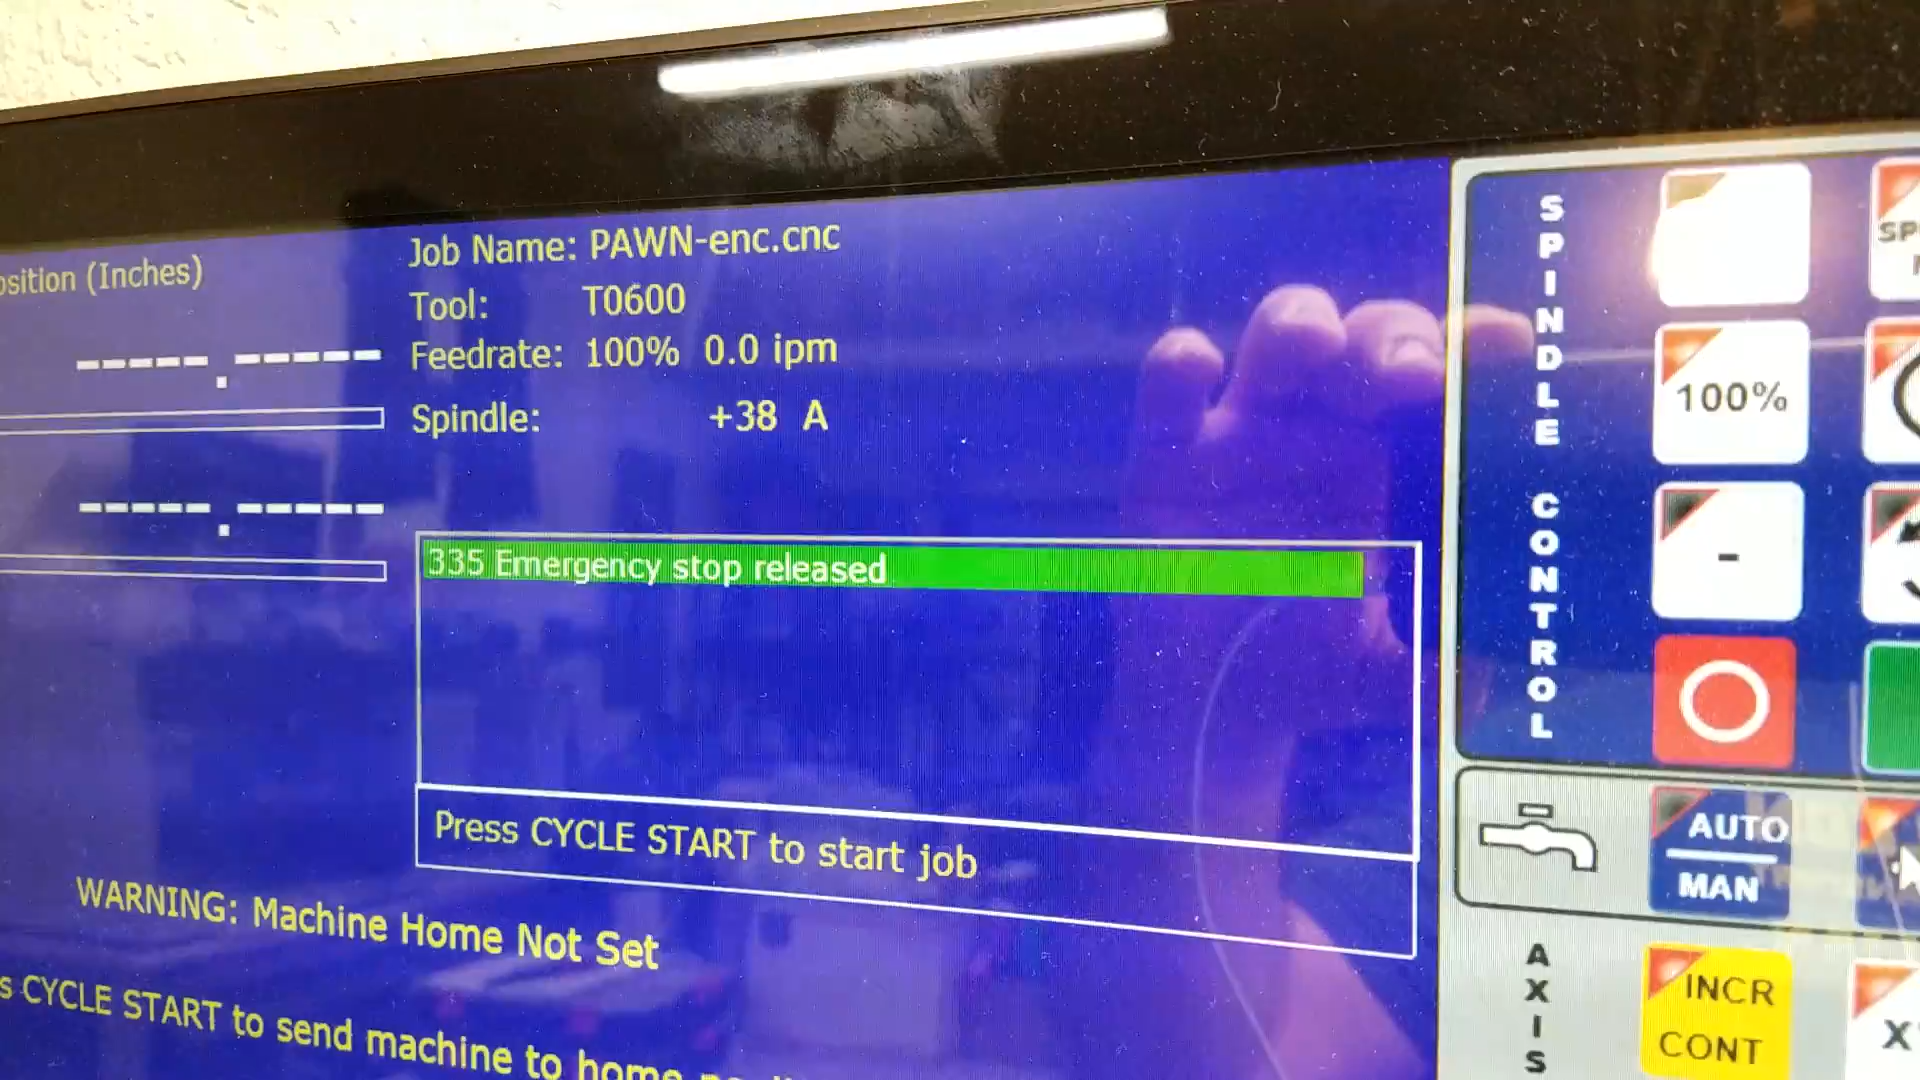 osition (Inches)
Job Name: PAWN-enc.cnc
Tool: T0600
Feedrate: 100% 0.0 ipm
Spindle: +38 A
335 Emergency stop released
Press CYCLE START to start job
WARNING: Machine Home Not Set
s CYCLE START to send machine to home
SPINDLE CONTROL
SP
100%
-
AUTO
MAN
AXIS
INCR
CONT
X